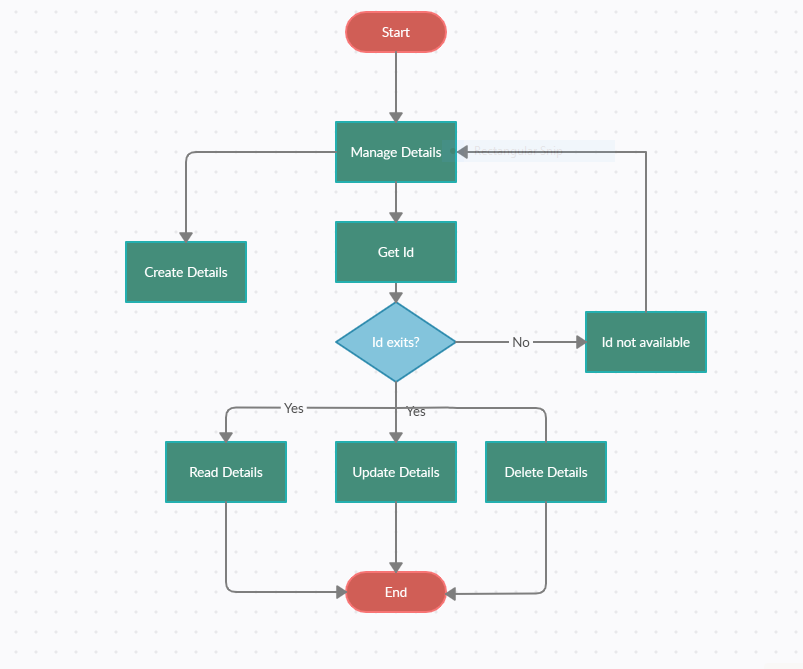 Start
Manage Details
Rectangular Snip
Get Id
Create Details
Id exits?
No
Id not available
Yes
Yes
Read Details
Update Details
Delete Details
End